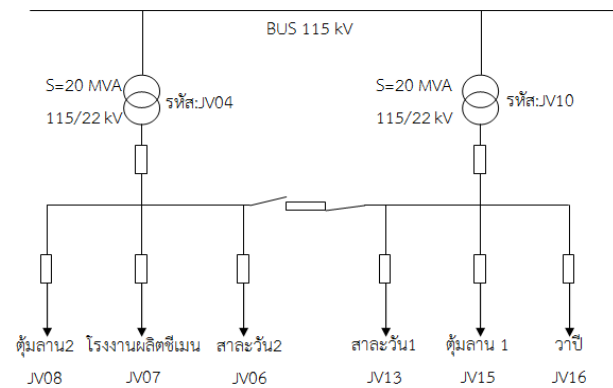 BUS 115 kV
S=20 MVA
115/22 kV
รหัส:JV04
S=20 MVA
115/22 kV
รหัส:JV10
ตุ้มลาน2 โรงงานผลิตชีเมน สาละวัน2 สาละวัน1 ตุ้มลาน 1 วาปี
JV08 JV07 JV06 JV13 JV15 JV16